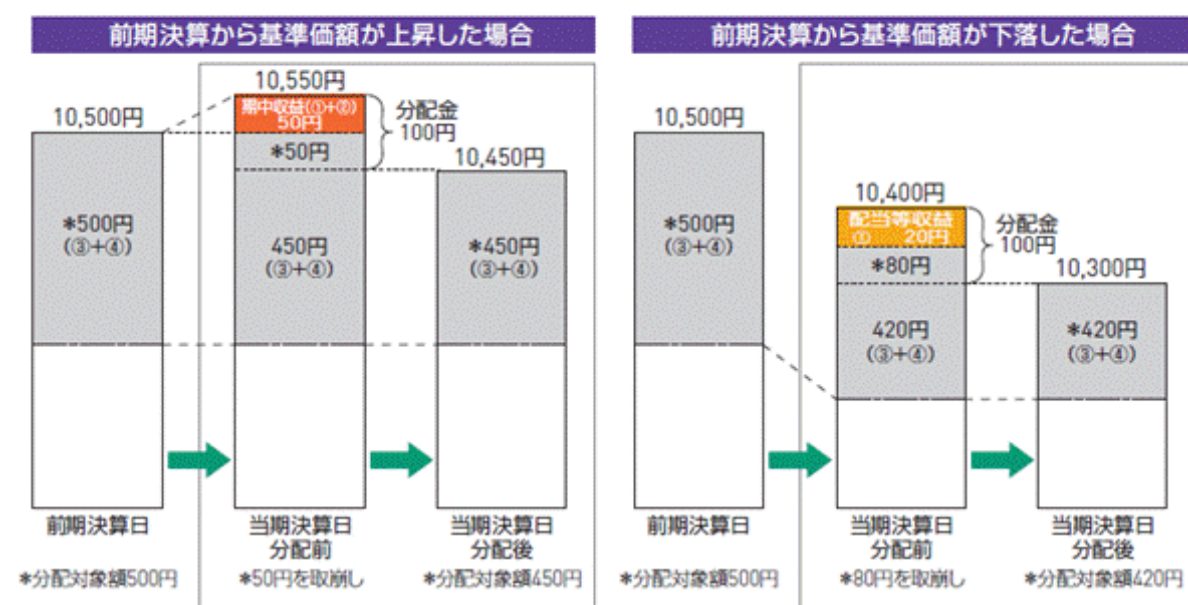 前期決算から基準価額が上昇した場合
10,500円
10,550円
期中収益(①+②)
50円
分配金
100円
*50円
10,450円
*500円
(③+④)
450円
(③+④)
*450円
(③+④)
前期決算日
当期決算日
分配前
当期決算日
分配後
*分配対象額500円
*50円を取崩し
*分配対象額450円
前期決算から基準価額が下落した場合
10,500円
10,400円
配当等収益
① 20円
分配金
100円
*80円
10,300円
*500円
(③+④)
420円
(③+④)
*420円
(③+④)
前期決算日
当期決算日
分配前
当期決算日
分配後
*分配対象額500円
*80円を取崩し
*分配対象額420円